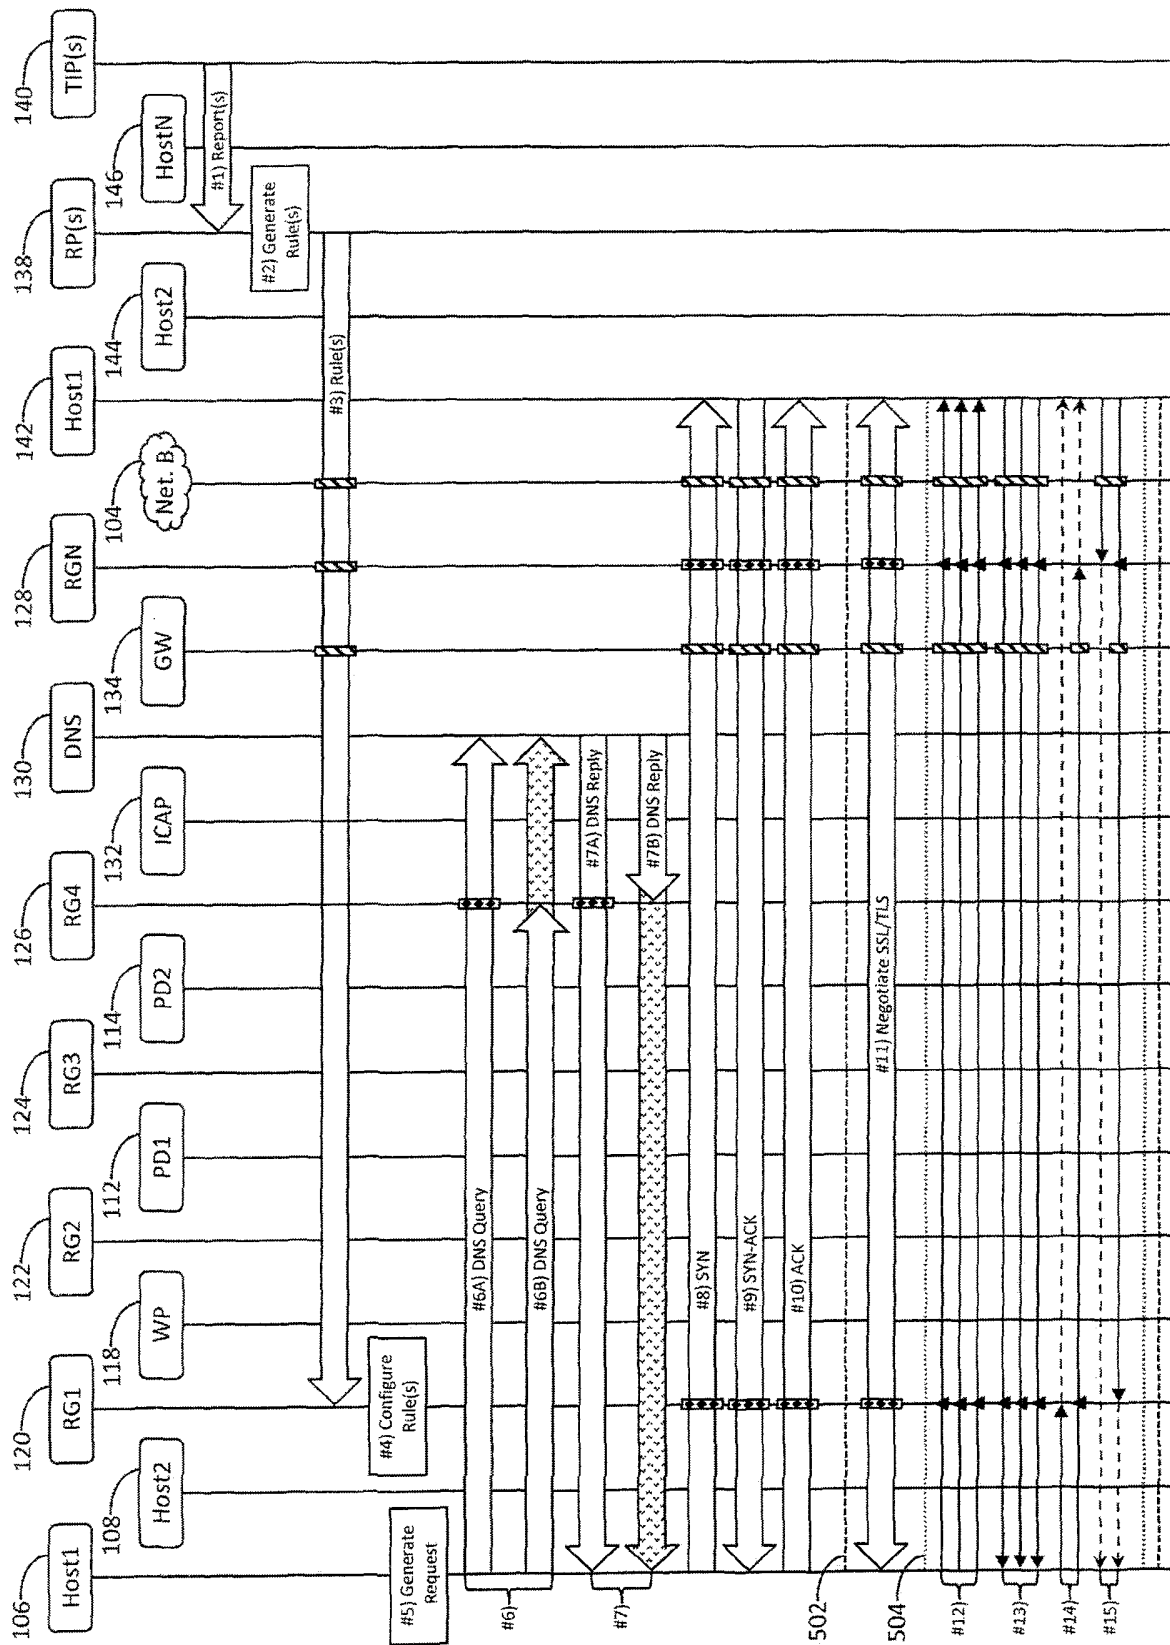 106
Host1
108
Host2
120
RG1
118
WP
122
RG2
112
PD1
124
RG3
114
PD2
126
RG4
132
ICAP
130
DNS
134
GW
128
RGN
104
Net. B
142
Host1
144
Host2
138
RP(s)
146
HostN
140
TIP(s)
#1) Report(s)
#2) Generate
Rule(s)
#3) Rule(s)
#4) Configure
Rule(s)
#5) Generate
Request
#6)
#6A) DNS Query
#6B) DNS Query
#7)
#7A) DNS Reply
#7B) DNS Reply
#8) SYN
#9) SYN-ACK
#10) ACK
502
#11) Negotiate SSL/TLS
504
#12)
#13)
#14)
#15)